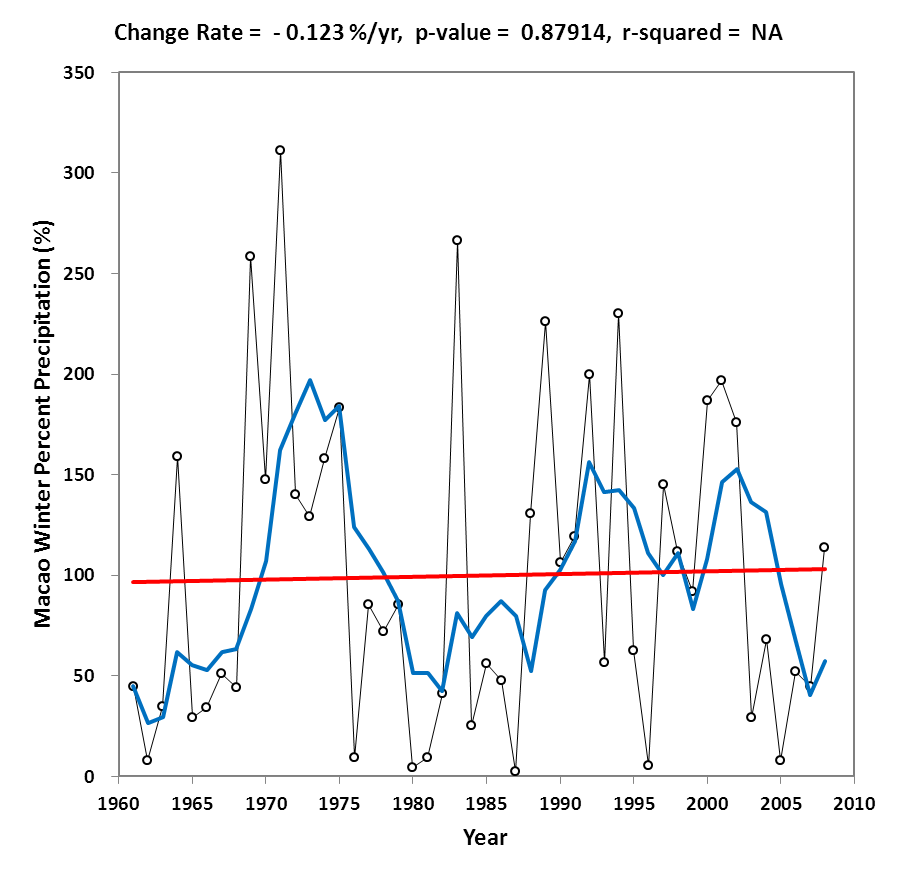 Change Rate = - 0.123 %/yr, p-value = 0.87914, r-squared = NA
350
300
250
200
150
100
50
0
Macao Winter Percent Precipitation (%)
1960 1965 1970 1975 1980 1985 1990 1995 2000 2005 2010
Year